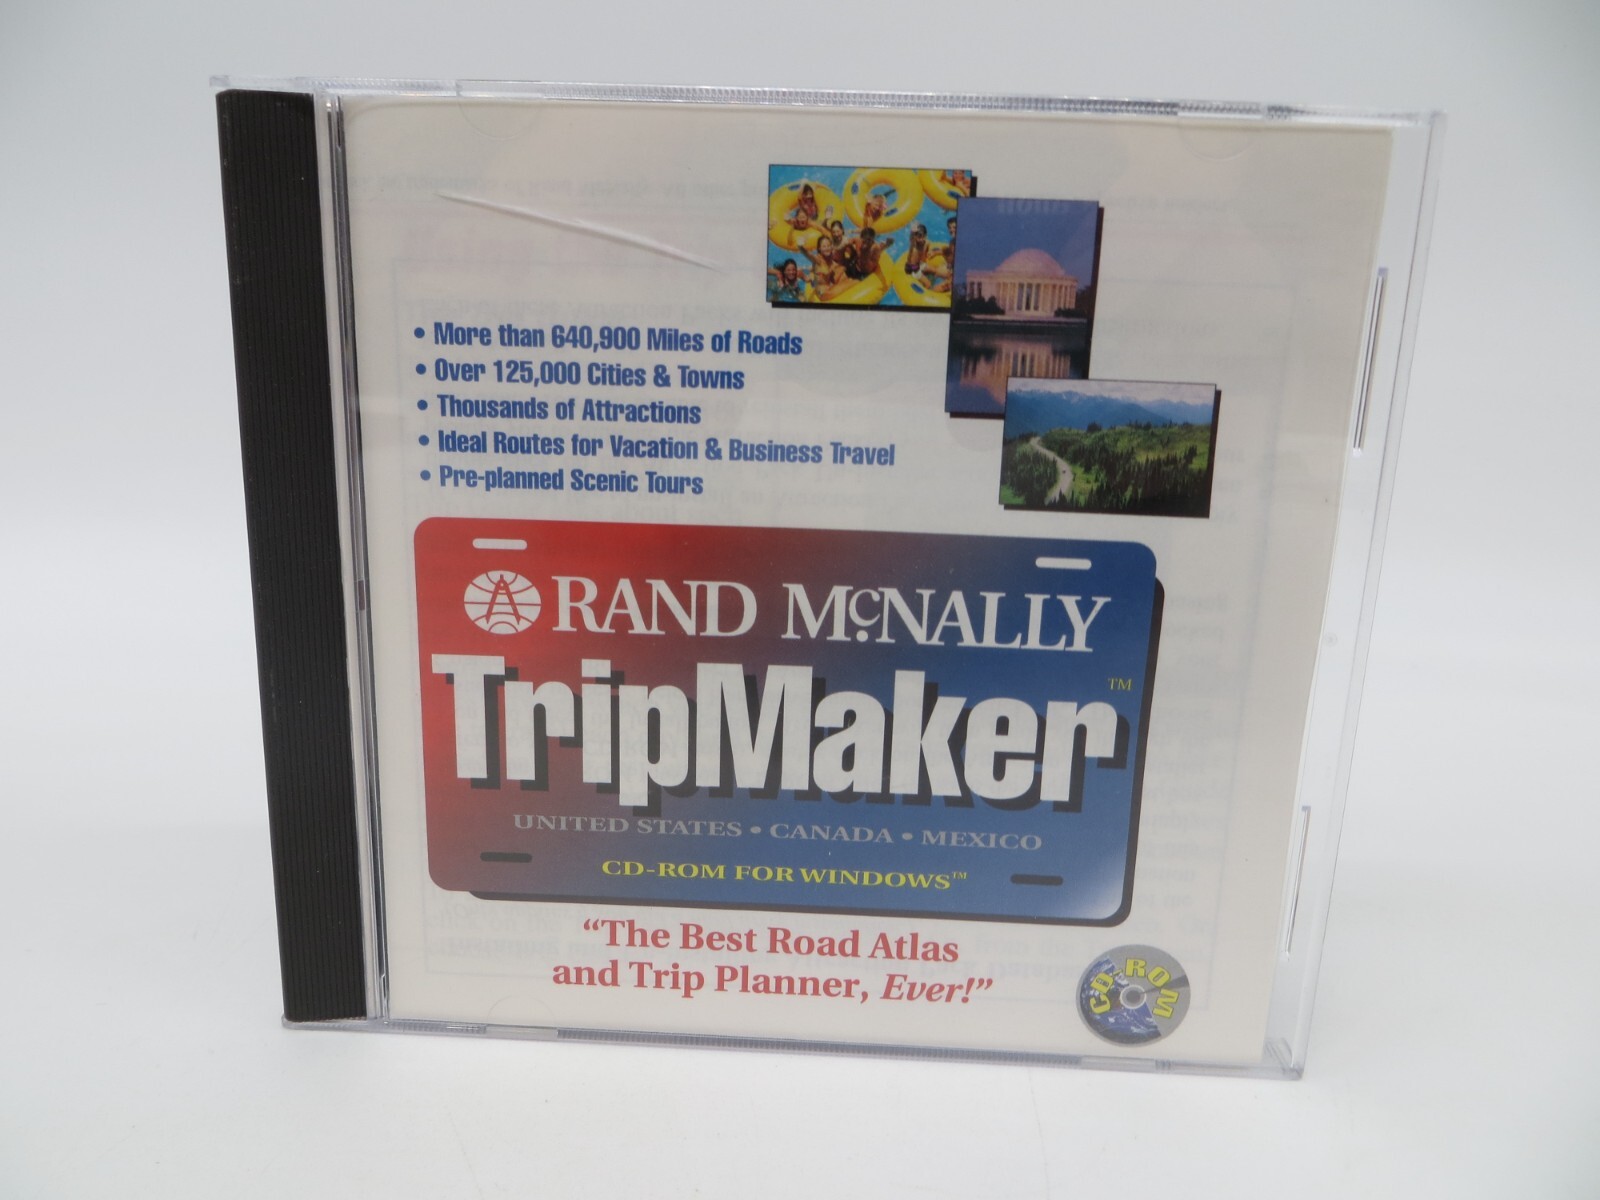 • More than 640,900 Miles of Roads
• Over 125,000 Cities & Towns
• Thousands of Attractions
• Ideal Routes for Vacation & Business Travel
• Pre-planned Scenic Tours
RAND McNALLY
TripMaker™
UNITED STATES • CANADA • MEXICO
CD-ROM FOR WINDOWS™
“The Best Road Atlas
and Trip Planner, Ever!”
CD-ROM